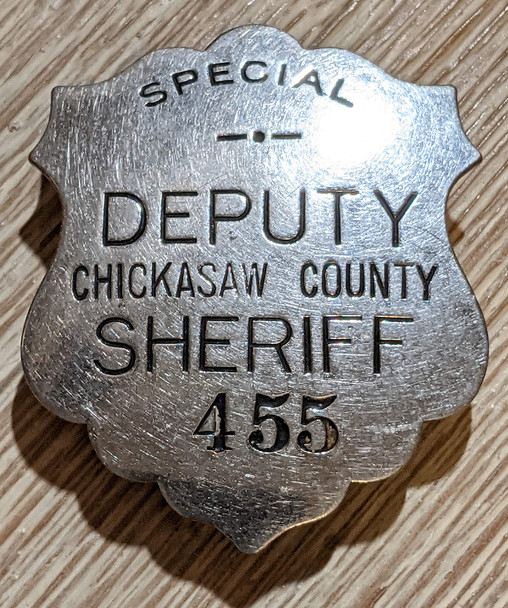 SPECIAL
DEPUTY
CHICKASAW COUNTY
SHERIFF
455